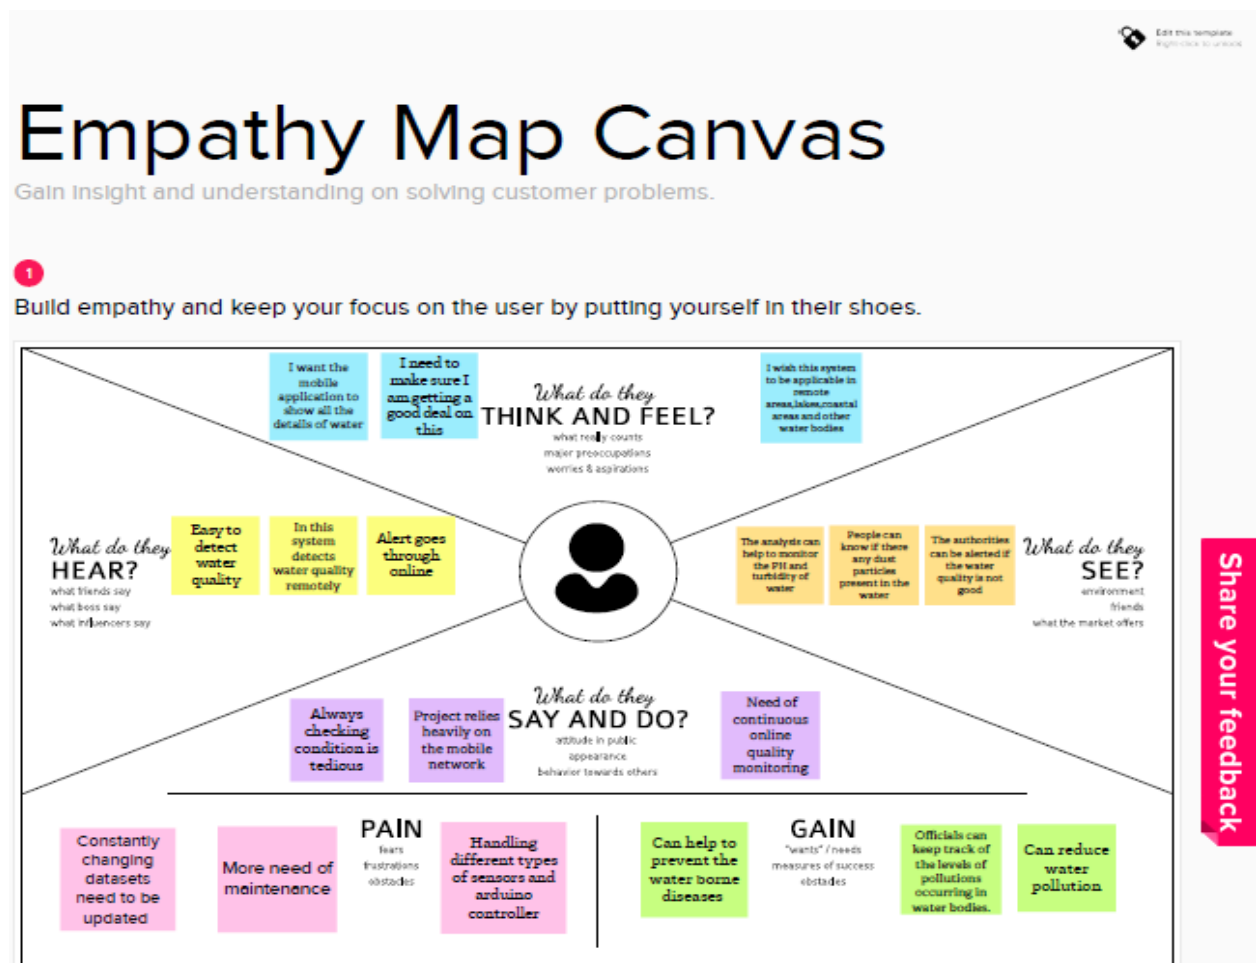 Edit this template
Right-click to unlock
Empathy Map Canvas
Gain insight and understanding on solving customer problems.
1
Build empathy and keep your focus on the user by putting yourself in their shoes.
I want the
mobile
application to
show all the
details of water
I need to
make sure I
am getting a
good deal on
this
What do they
THINK AND FEEL?
what really counts
major preoccupations
worries & aspirations
I wish this system
to be applicable in
remote
areas,lakes,coastal
areas and other
water bodies
What do they
HEAR?
what friends say
what boss say
what influencers say
Easy to
detect
water
quality
In this
system
detects
water quality
remotely
Alert goes
through
online
The analysis can
help to monitor
the PH and
turbidity of
water
People can
know if there
any dust
particles
present in the
water
The authorities
can be alerted if
the water
quality is not
good
What do they
SEE?
environment
friends
what the market offers
Share your feedback
Always
checking
condition is
tedious
Project relies
heavily on
the mobile
network
What do they
SAY AND DO?
attitude in public
appearance
behavior towards others
Need of
continuous
online
quality
monitoring
Constantly
changing
datasets
need to be
updated
More need of
maintenance
PAIN
fears
frustrations
obstacles
Handling
different types
of sensors and
arduino
controller
Can help to
prevent the
water borne
diseases
GAIN
"wants" / needs
measures of success
obstacles
Officials can
keep track of
the levels of
pollutions
occurring in
water bodies.
Can reduce
water
pollution